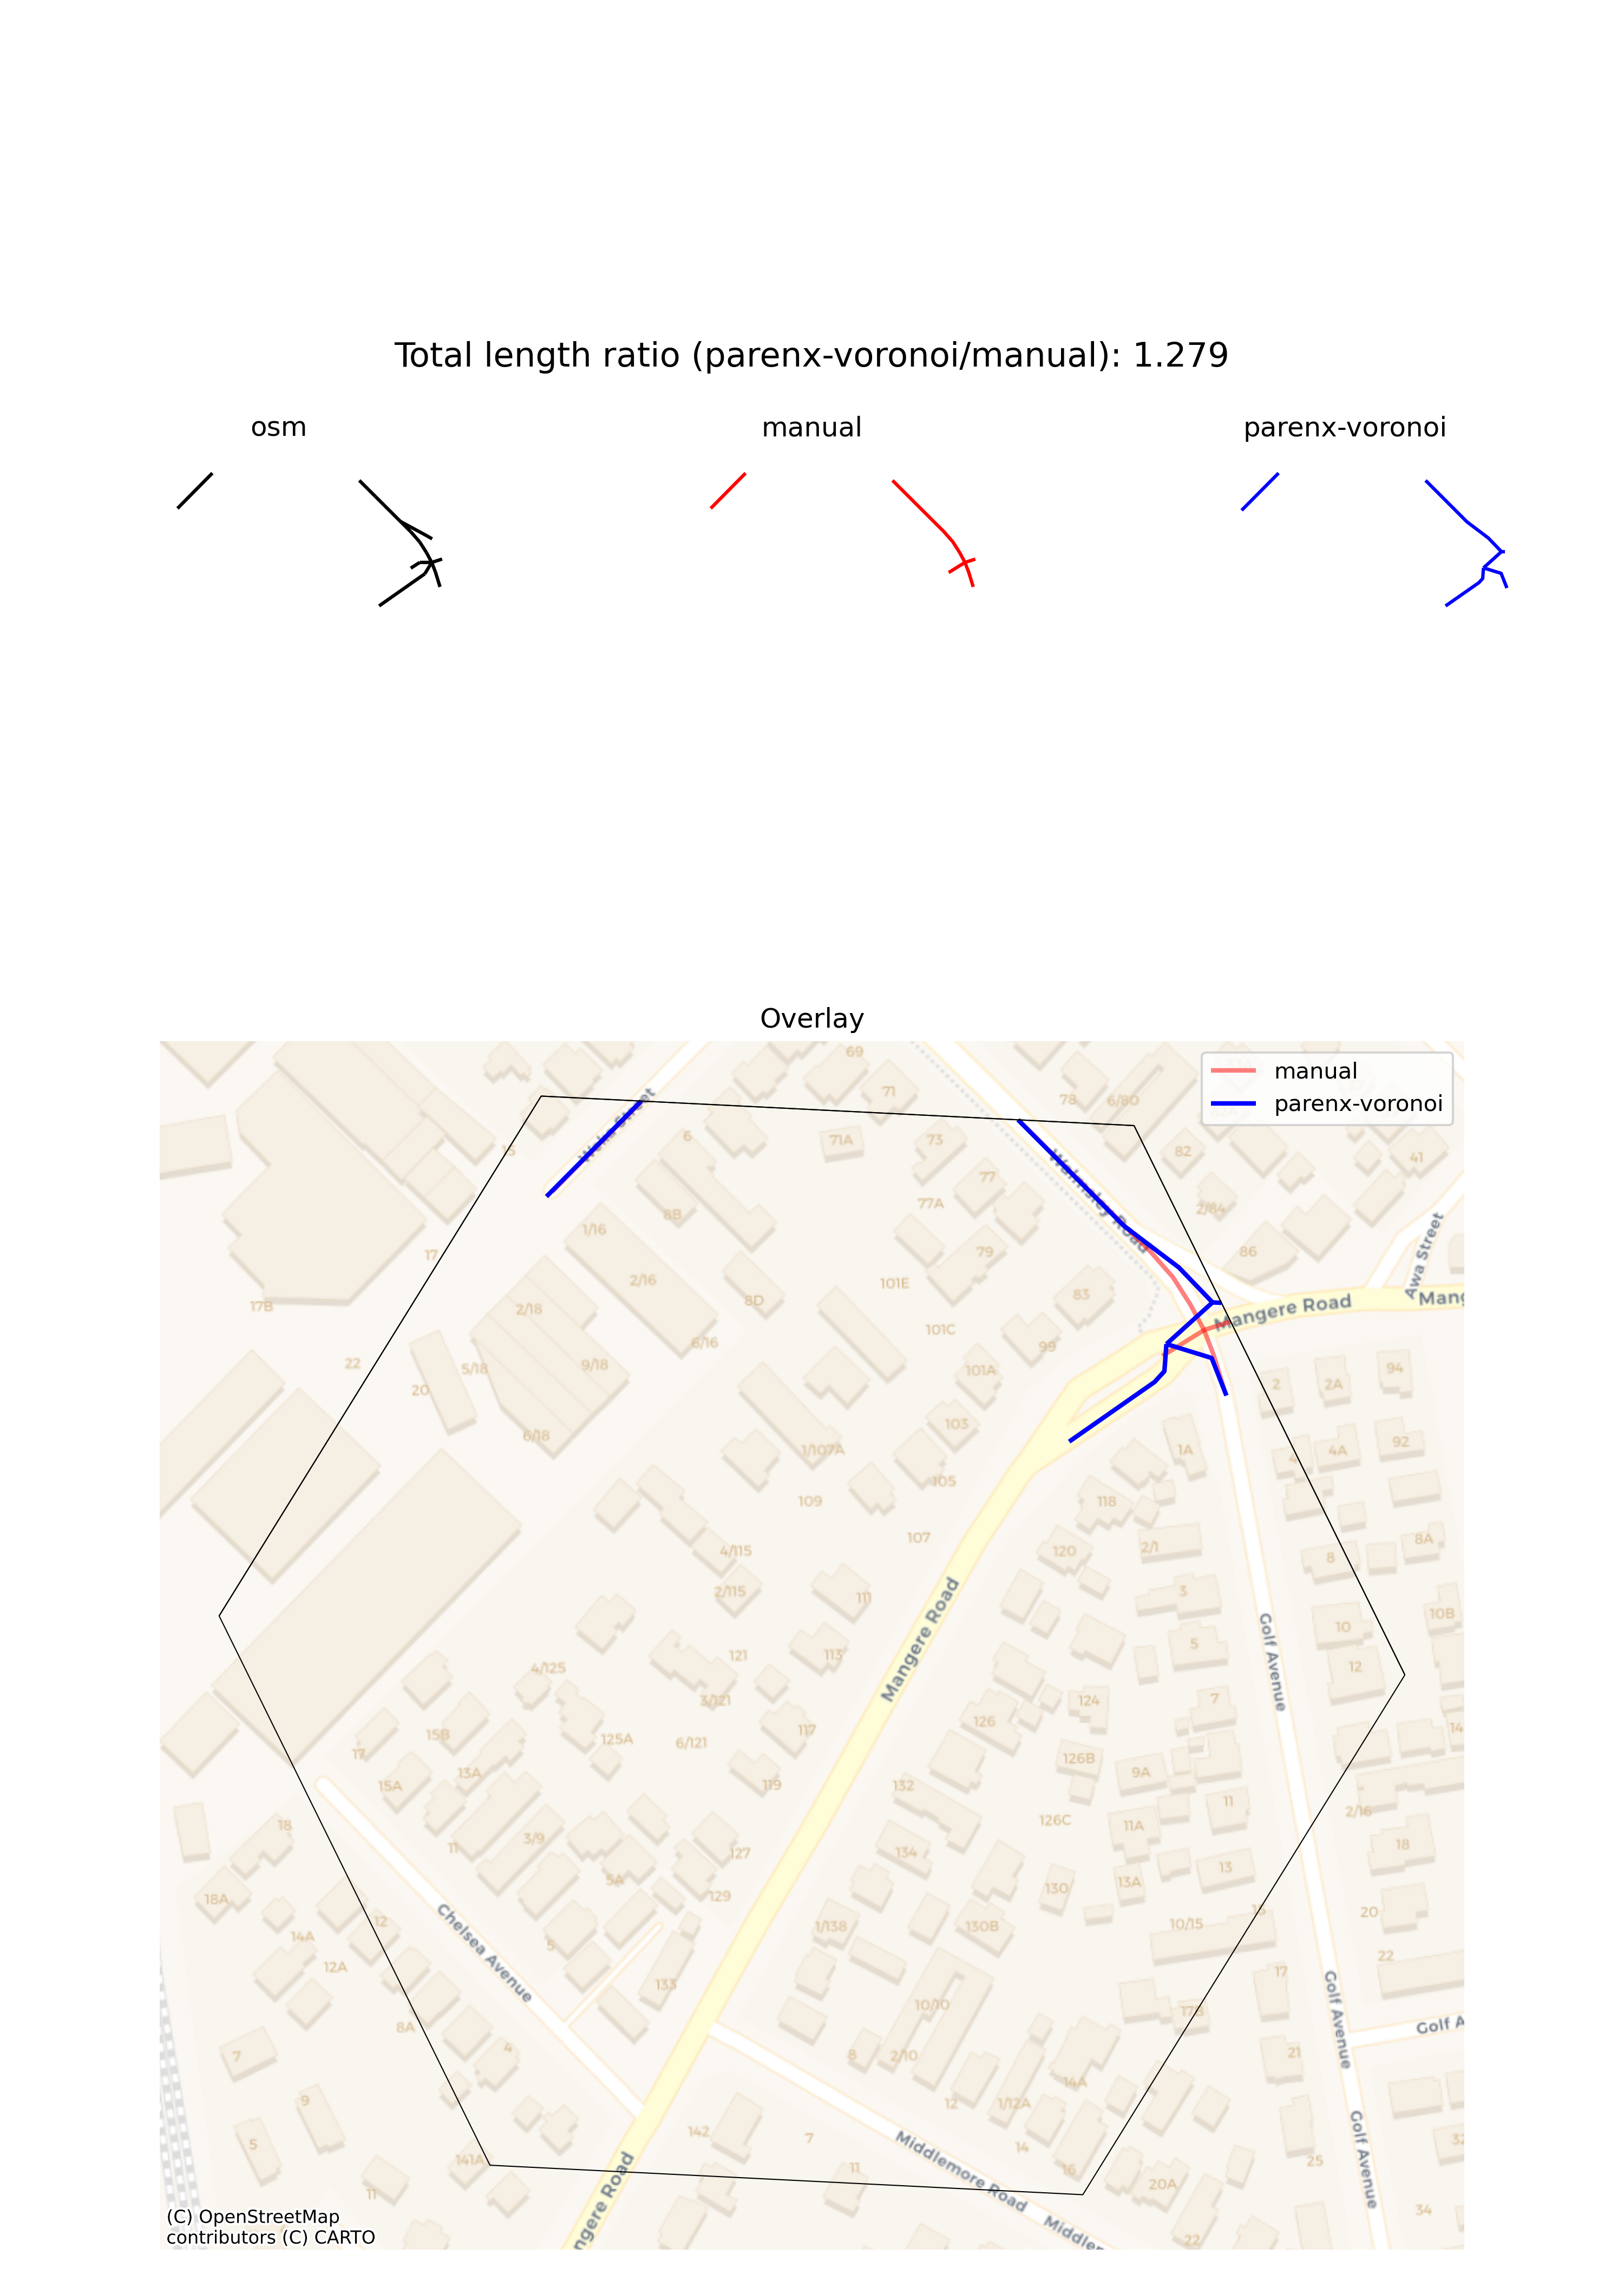 Total length ratio (parenx-voronoi/manual): 1.279
osm
manual
parenx-voronoi
Overlay
manual
parenx-voronoi
69
71
78
6/80
6
71A
73
82
41
77
77A
2/84
8B
1/16
17
79
86
Awa Street
2/16
101E
83
8D
17B
2/18
Mangere Road
Mang
101C
6/16
99
22
5/18
9/18
101A
2
2A
94
20
103
6/18
1/107A
1A
4
4A
92
105
109
118
107
8A
4/115
120
2/1
8
2/115
111
3
10B
10
Mangere Road
Golf Avenue
121
113
5
12
4/125
3/121
124
7
126
117
15B
125A
6/121
14
17
126B
13A
9A
15A
119
132
11
2/16
18
126C
11A
3/9
11
18
127
134
13
5A
13A
18A
129
130
12
20
Chelsea Avenue
1/138
130B
10/15
15
14A
5
22
12A
133
17
Golf Avenue
10/10
17B
8A
Golf A
4
7
8
2/10
21
14A
9
12
1/12A
142
7
14
5
141A
Middlemore Road
11
16
25
32
11
20A
Golf Avenue
34
ngere Road
Middlem
22
(C) OpenStreetMap
contributors (C) CARTO